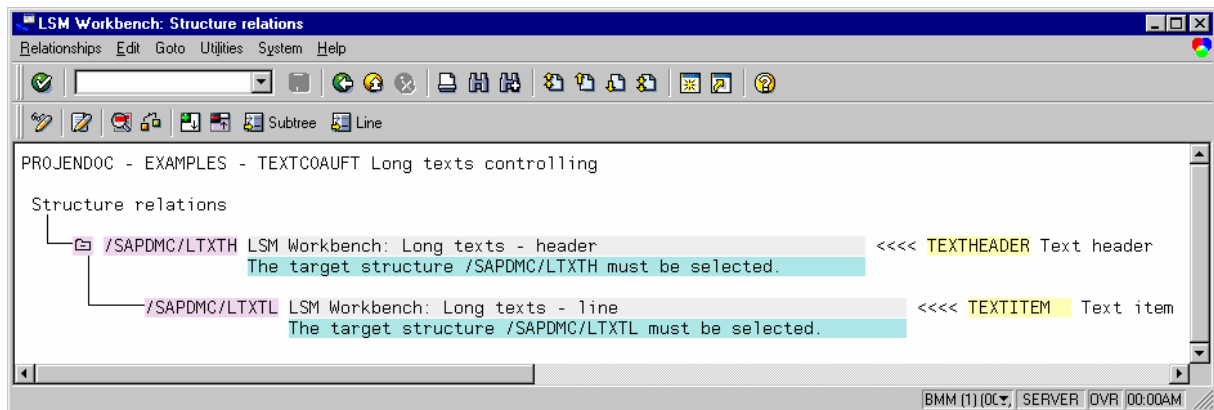 LSM Workbench: Structure relations
Relationships Edit Goto Utilities System Help
Subtree Line
PROJENDOC - EXAMPLES - TEXTCOAUFT Long texts controlling
Structure relations
/SAPDMC/LTXTH LSM Workbench: Long texts - header <<<< TEXTHEADER Text header
The target structure /SAPDMC/LTXTH must be selected.
/SAPDMC/LTXTL LSM Workbench: Long texts - line <<<< TEXTITEM Text item
The target structure /SAPDMC/LTXTL must be selected.
BMM (1) SERVER OVR 00:00AM